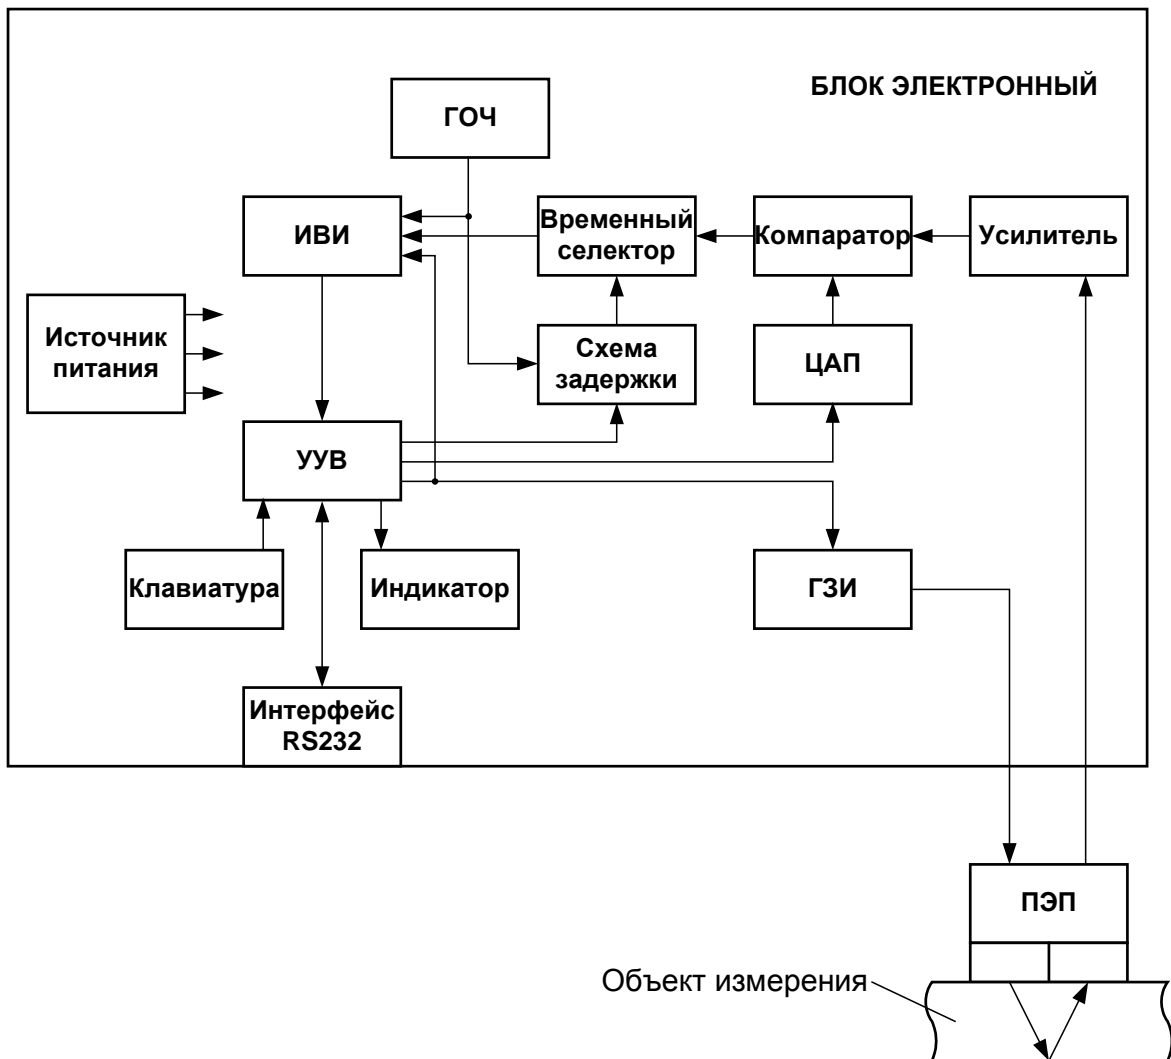 БЛОК ЭЛЕКТРОННЫЙ
ГОЧ
ИВИ
Временный
селектор
Компаратор
Усилитель
Источник
питания
Схема
задержки
ЦАП
УУВ
Клавиатура
Индикатор
ГЗИ
Интерфейс
RS232
ПЭП
Объект измерения